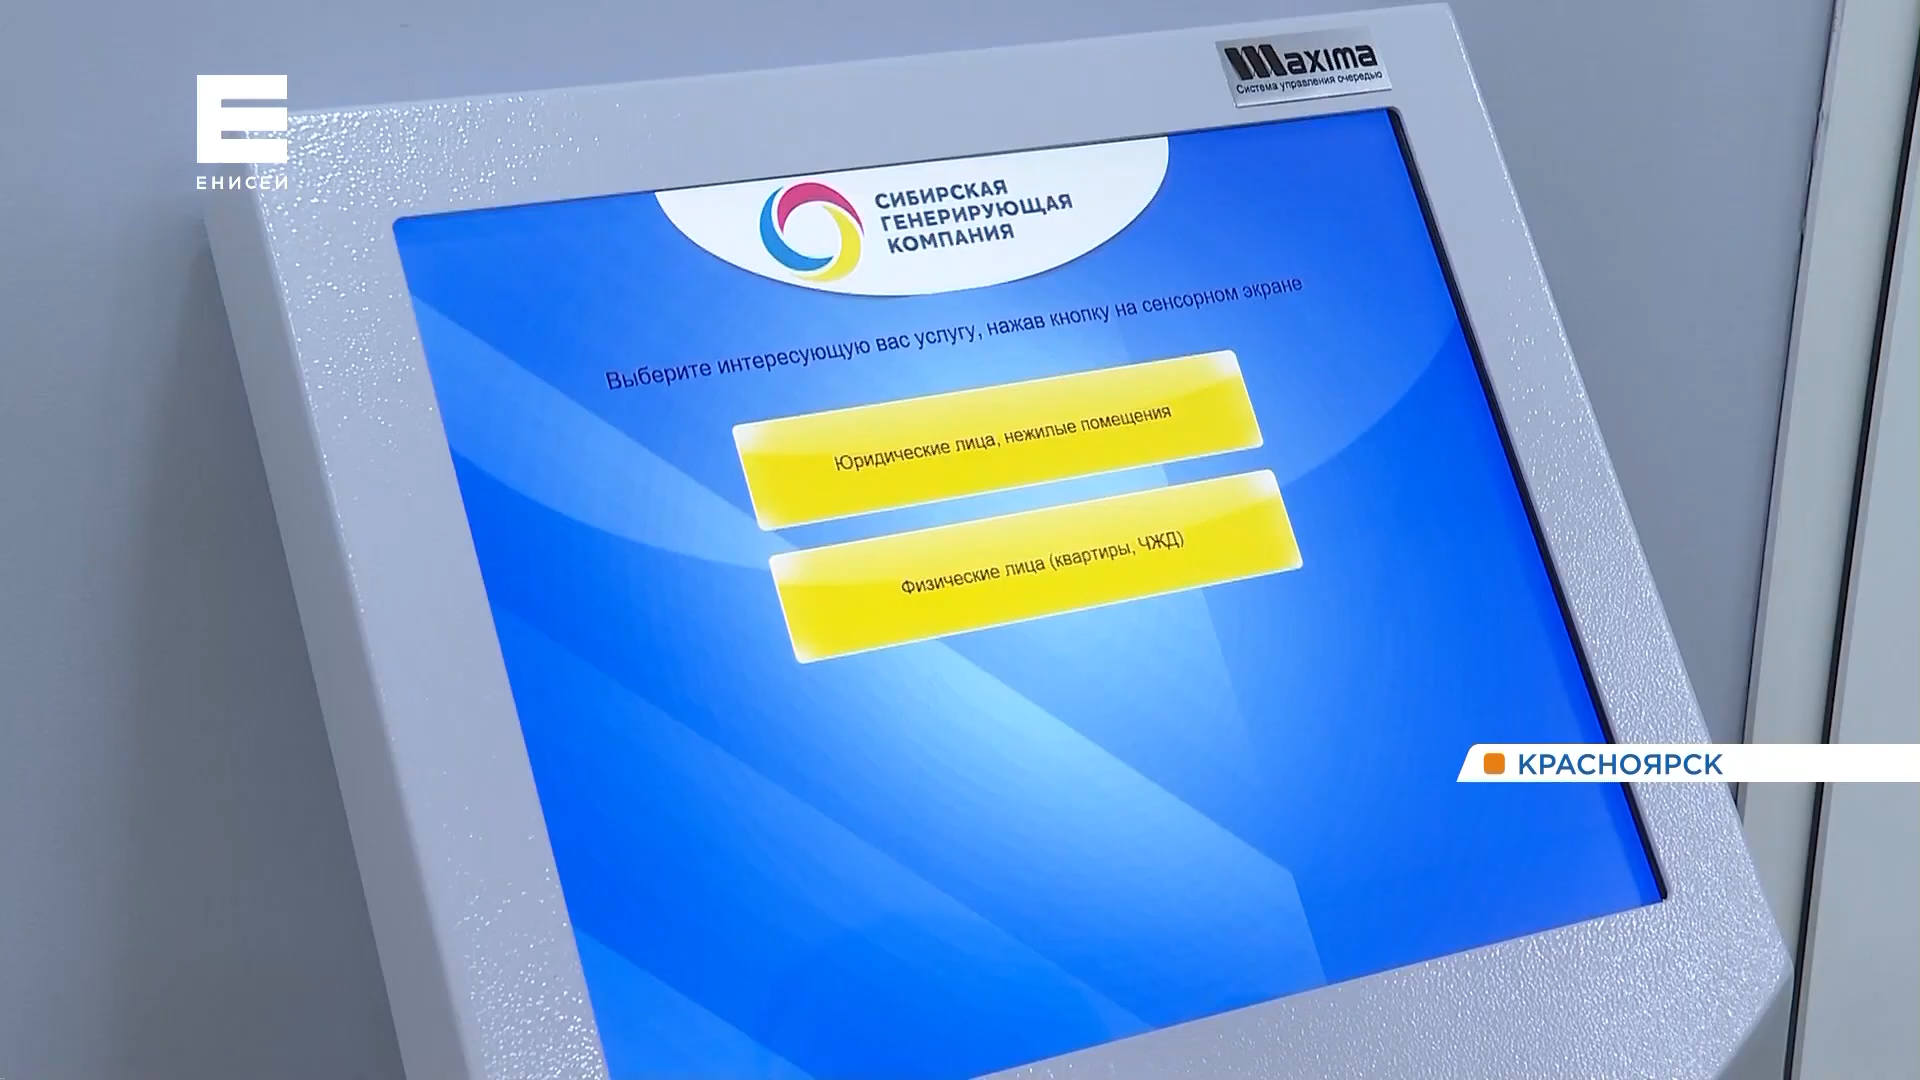 Maxima
Система управления очередью
ЕНИСЕЙ
СИБИРСКАЯ
ГЕНЕРИРУЮЩАЯ
КОМПАНИЯ
Выберите интересующую вас услугу, нажав кнопку на сенсорном экране
Юридические лица, нежилые помещения
Физические лица (квартиры, ЧЖД)
КРАСНОЯРСК